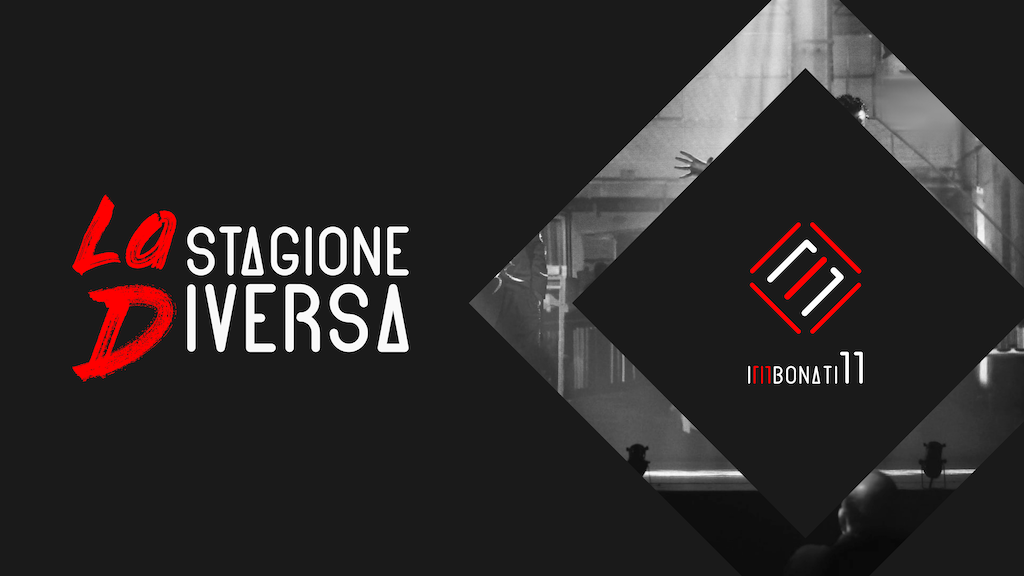 La STAGIONE
DIVERSA
IMBONATI11